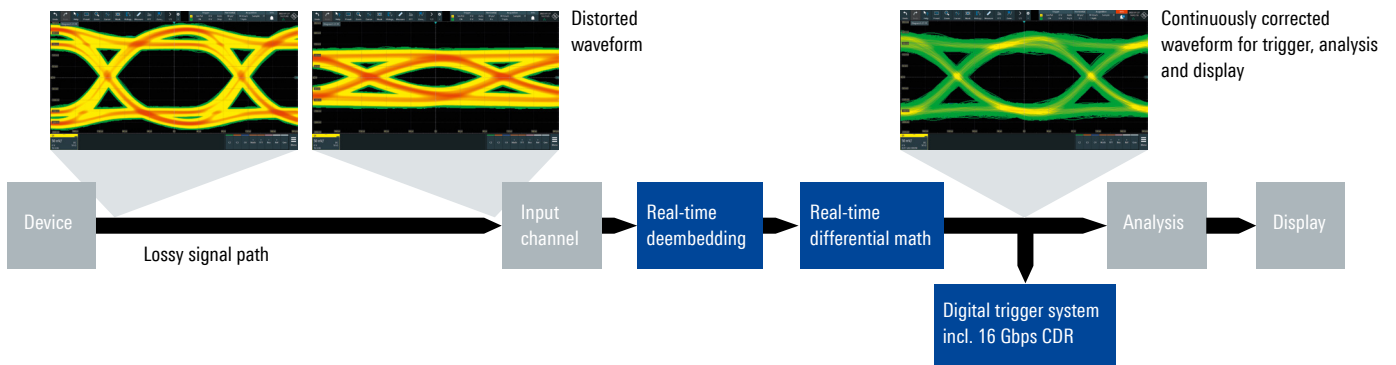 Distorted
waveform
Continuously corrected
waveform for trigger, analysis
and display
Device
Lossy signal path
Input
channel
Real-time
deembedding
Real-time
differential math
Analysis
Display
Digital trigger system
incl. 16 Gbps CDR